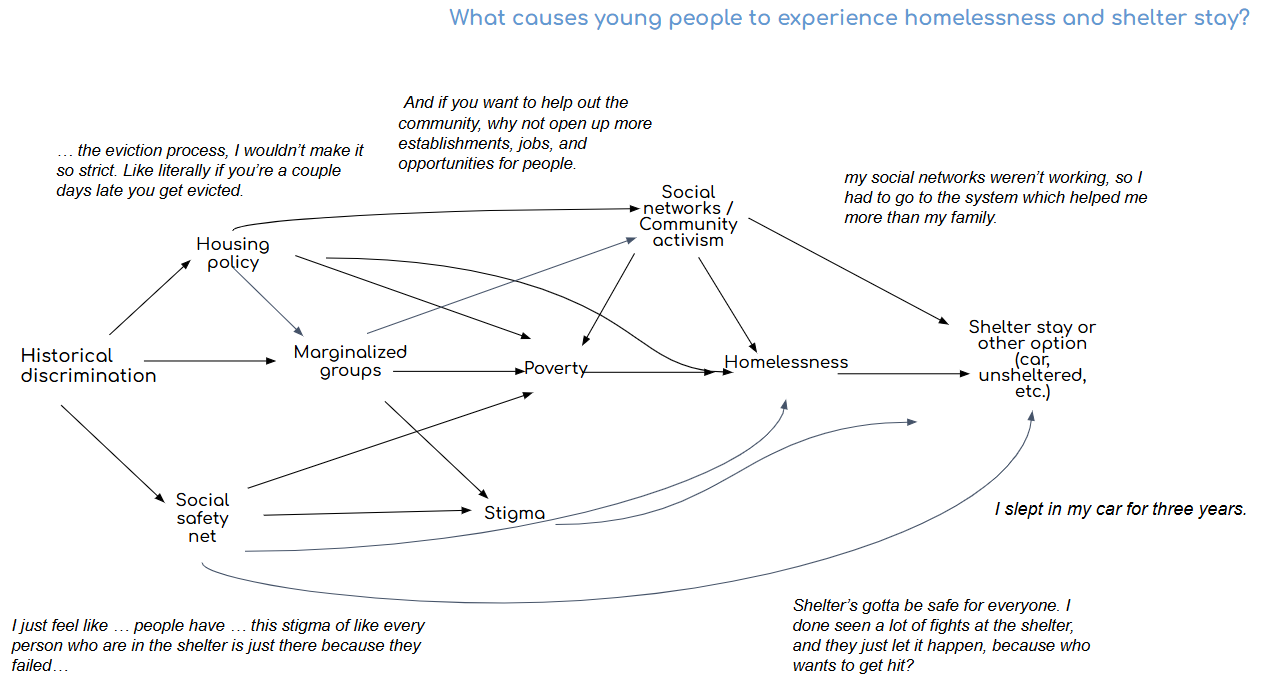 What causes young people to experience homelessness and shelter stay?
And if you want to help out the
community, why not open up more
establishments, jobs, and
opportunities for people.
… the eviction process, I wouldn’t make it
so strict. Like literally if you’re a couple
days late you get evicted.
my social networks weren’t working, so I
had to go to the system which helped me
more than my family.
Social
networks /
Community
activism
Housing
policy
Historical
discrimination
Marginalized
groups
Poverty
Homelessness
Shelter stay or
other option
(car,
unsheltered,
etc.)
Social
safety
net
Stigma
I slept in my car for three years.
I just feel like … people have … this stigma of like every
person who are in the shelter is just there because they
failed…
Shelter’s gotta be safe for everyone. I
done seen a lot of fights at the shelter,
and they just let it happen, because who
wants to get hit?